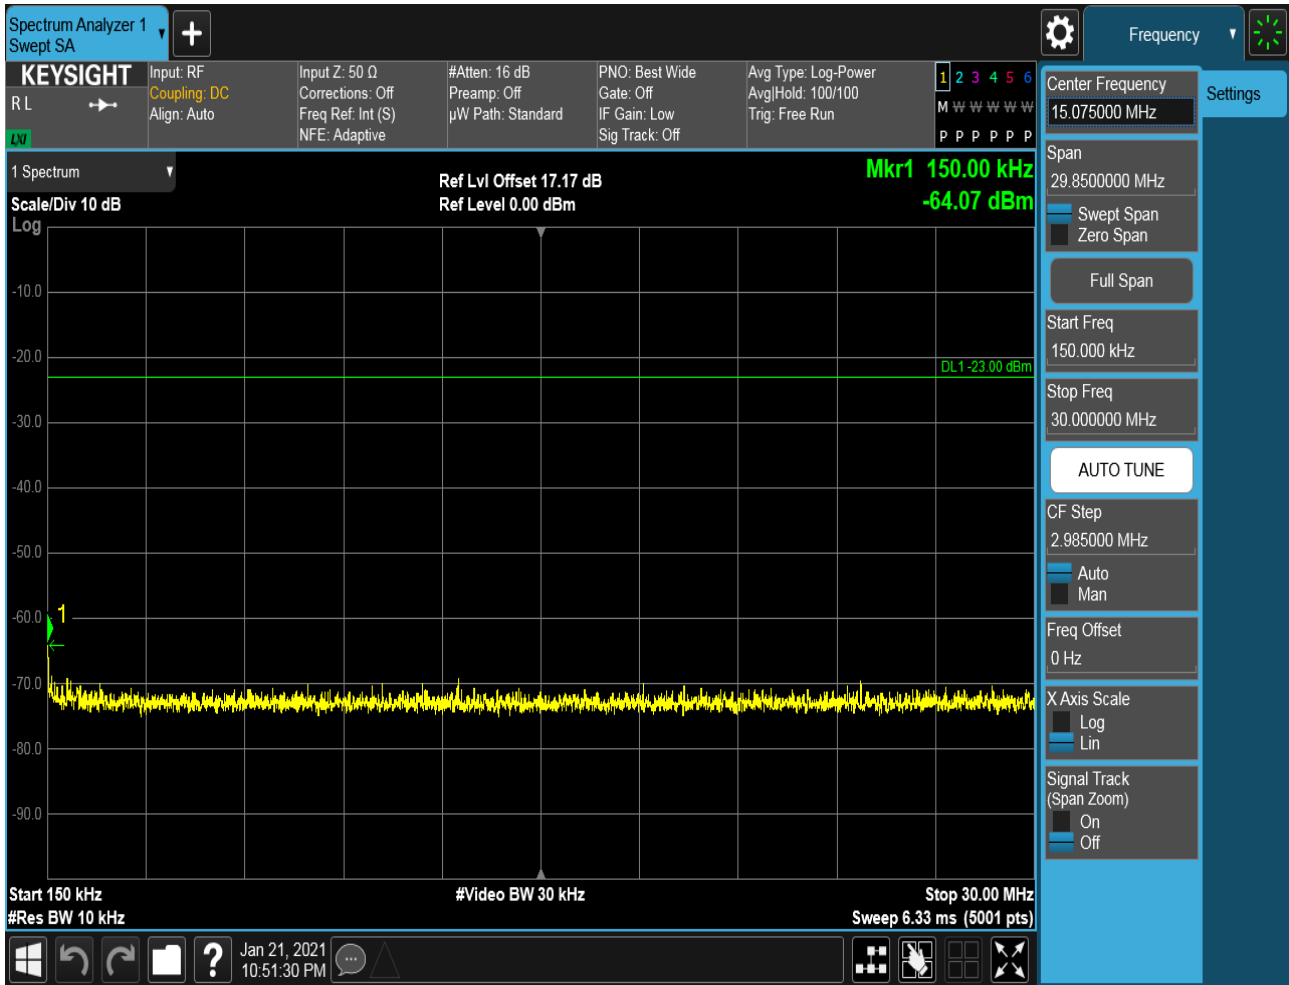 Spectrum Analyzer 1
Swept SA
Frequency
KEYSIGHT
R L
LXI
Input: RF
Coupling: DC
Align: Auto
Input Z: 50 Ω
Corrections: Off
Freq Ref: Int (S)
NFE: Adaptive
#Atten: 16 dB
Preamp: Off
µW Path: Standard
PNO: Best Wide
Gate: Off
IF Gain: Low
Sig Track: Off
Avg Type: Log-Power
Avg|Hold: 100/100
Trig: Free Run
1 2 3 4 5 6
M W W W W W
P P P P P P
1 Spectrum
Scale/Div 10 dB
Log
Ref Lvl Offset 17.17 dB
Ref Level 0.00 dBm
Mkr1 150.00 kHz
-64.07 dBm
-10.0
-20.0
DL1 -23.00 dBm
-30.0
-40.0
-50.0
-60.0
1
-70.0
-80.0
-90.0
Start 150 kHz
#Video BW 30 kHz
Stop 30.00 MHz
#Res BW 10 kHz
Sweep 6.33 ms (5001 pts)
?
Jan 21, 2021
10:51:30 PM
Center Frequency
15.075000 MHz
Settings
Span
29.8500000 MHz
Swept Span
Zero Span
Full Span
Start Freq
150.000 kHz
Stop Freq
30.000000 MHz
AUTO TUNE
CF Step
2.985000 MHz
Auto
Man
Freq Offset
0 Hz
X Axis Scale
Log
Lin
Signal Track
(Span Zoom)
On
Off